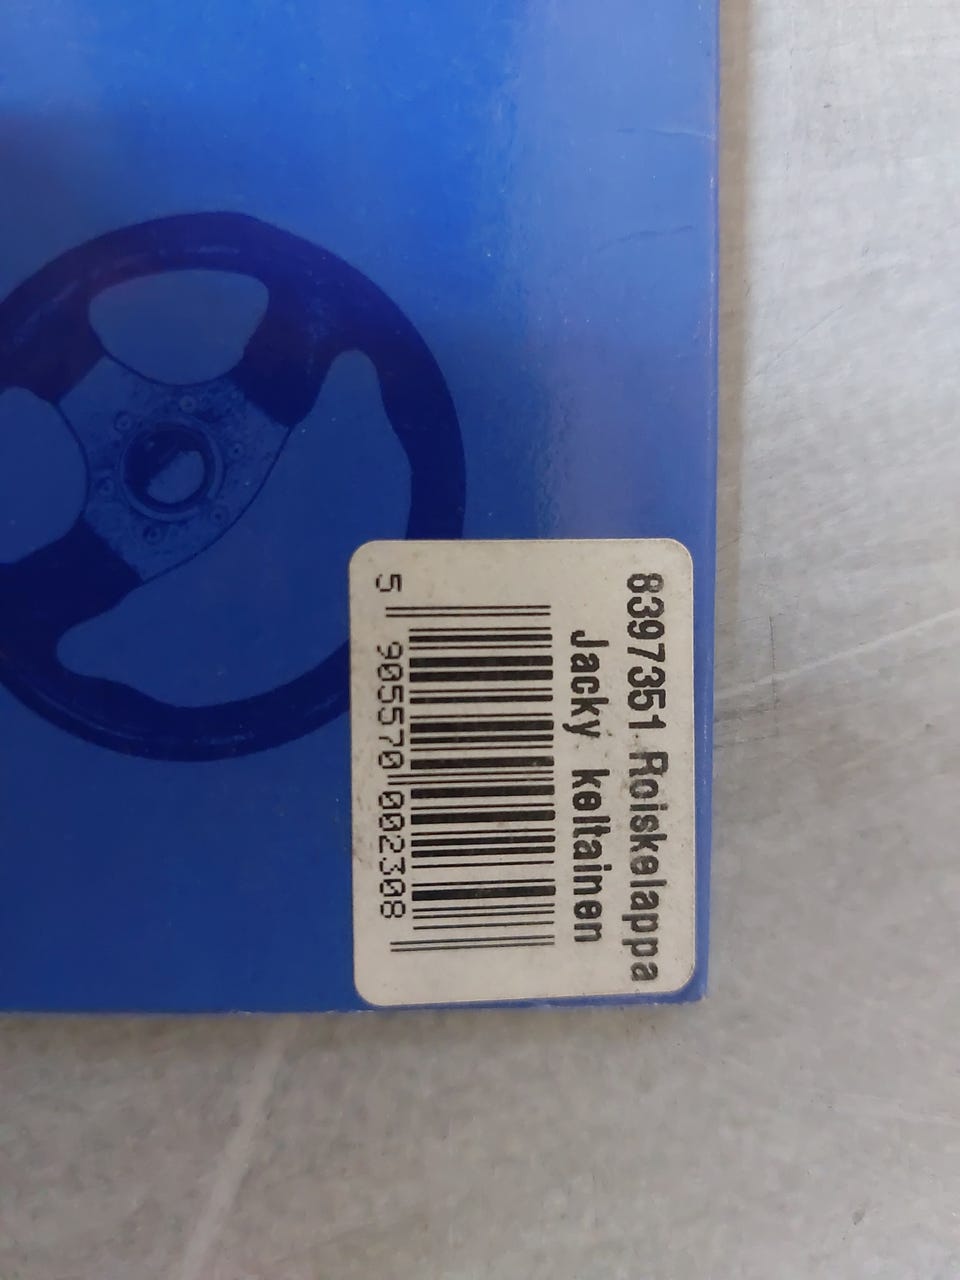 8397351 Roiskelappa
Jacky keltainen
5 905570 002308